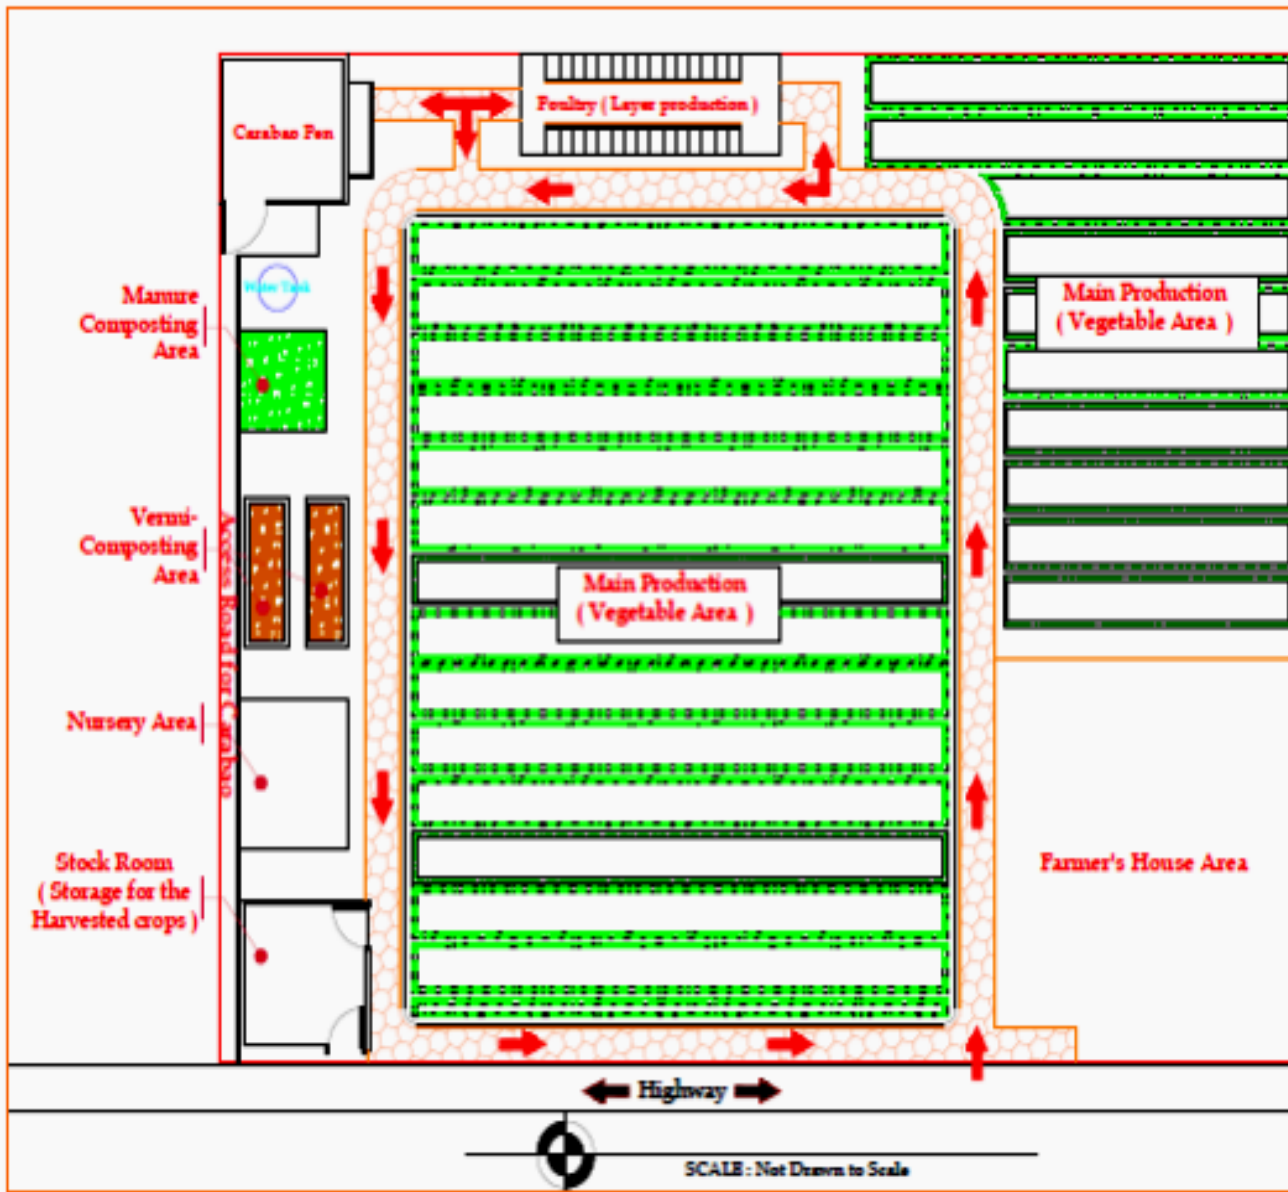 Poultry ( Layer production )
Carabao Pen
Water Tank
Manure
Composting
Area
Main Production
( Vegetable Area )
Vermi-
Composting
Area
Access Road for Carabao
Main Production
( Vegetable Area )
Nursery Area
Stock Room
( Storage for the
Harvested crops )
Farmer's House Area
Highway
SCALE : Not Drawn to Scale